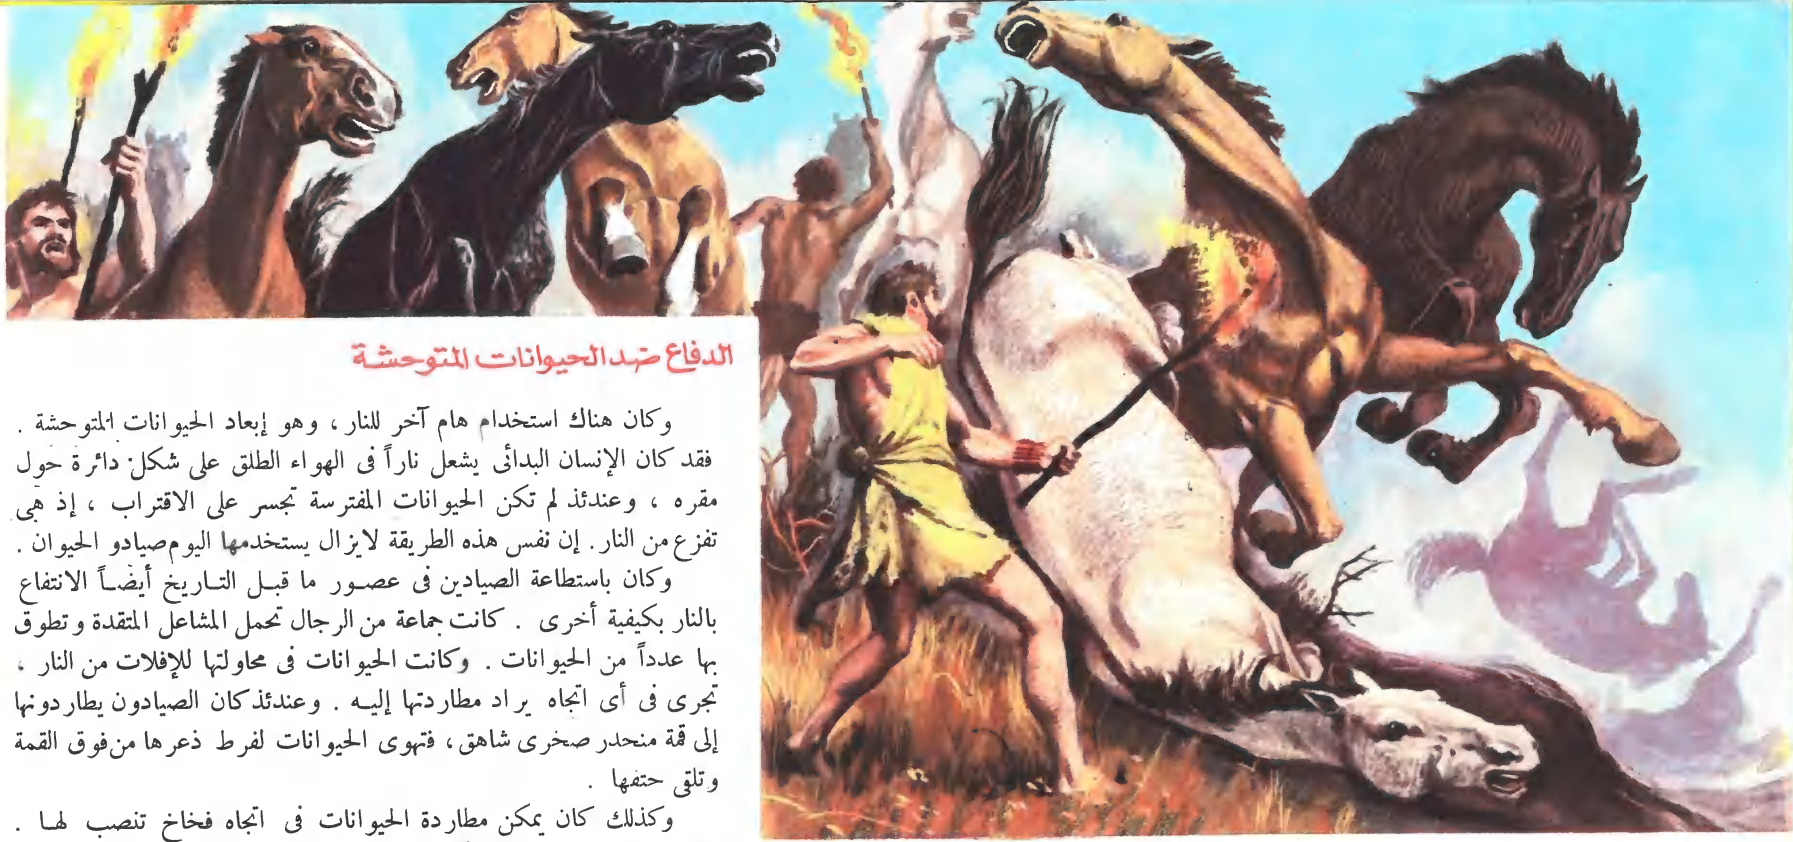 الدفاع ضد الحيوانات المتوحشة
وكان هناك استخدام هام آخر للنار ، وهو إبعاد الحيوانات المتوحشة .
فقد كان الإنسان البدائى يشعل ناراً فى الهواء الطلق على شكل دائرة حول
مقره ، وعندئذ لم تكن الحيوانات المفترسة تجسر على الاقتراب ، إذ هى
تفزع من النار . إن نفس هذه الطريقة لايزال يستخدمها اليوم صيادو الحيوان .
وكان باستطاعة الصيادين فى عصور ما قبل التاريخ أيضاً الانتفاع
بالنار بكيفية أخرى . كانت جماعة من الرجال تحمل المشاعل المتقدة وتطوق
بها عدداً من الحيوانات . وكانت الحيوانات فى محاولتها للإفلات من النار ،
تجرى فى أى اتجاه يراد مطاردتها إليه . وعندئذ كان الصيادون يطاردونها
إلى قمة منحدر صخرى شاهق ، فتهوى الحيوانات لفرط ذعرها من فوق القمة
وتلقى حتفها .
وكذلك كان يمكن مطاردة الحيوانات فى اتجاه فخاخ تنصب لها .